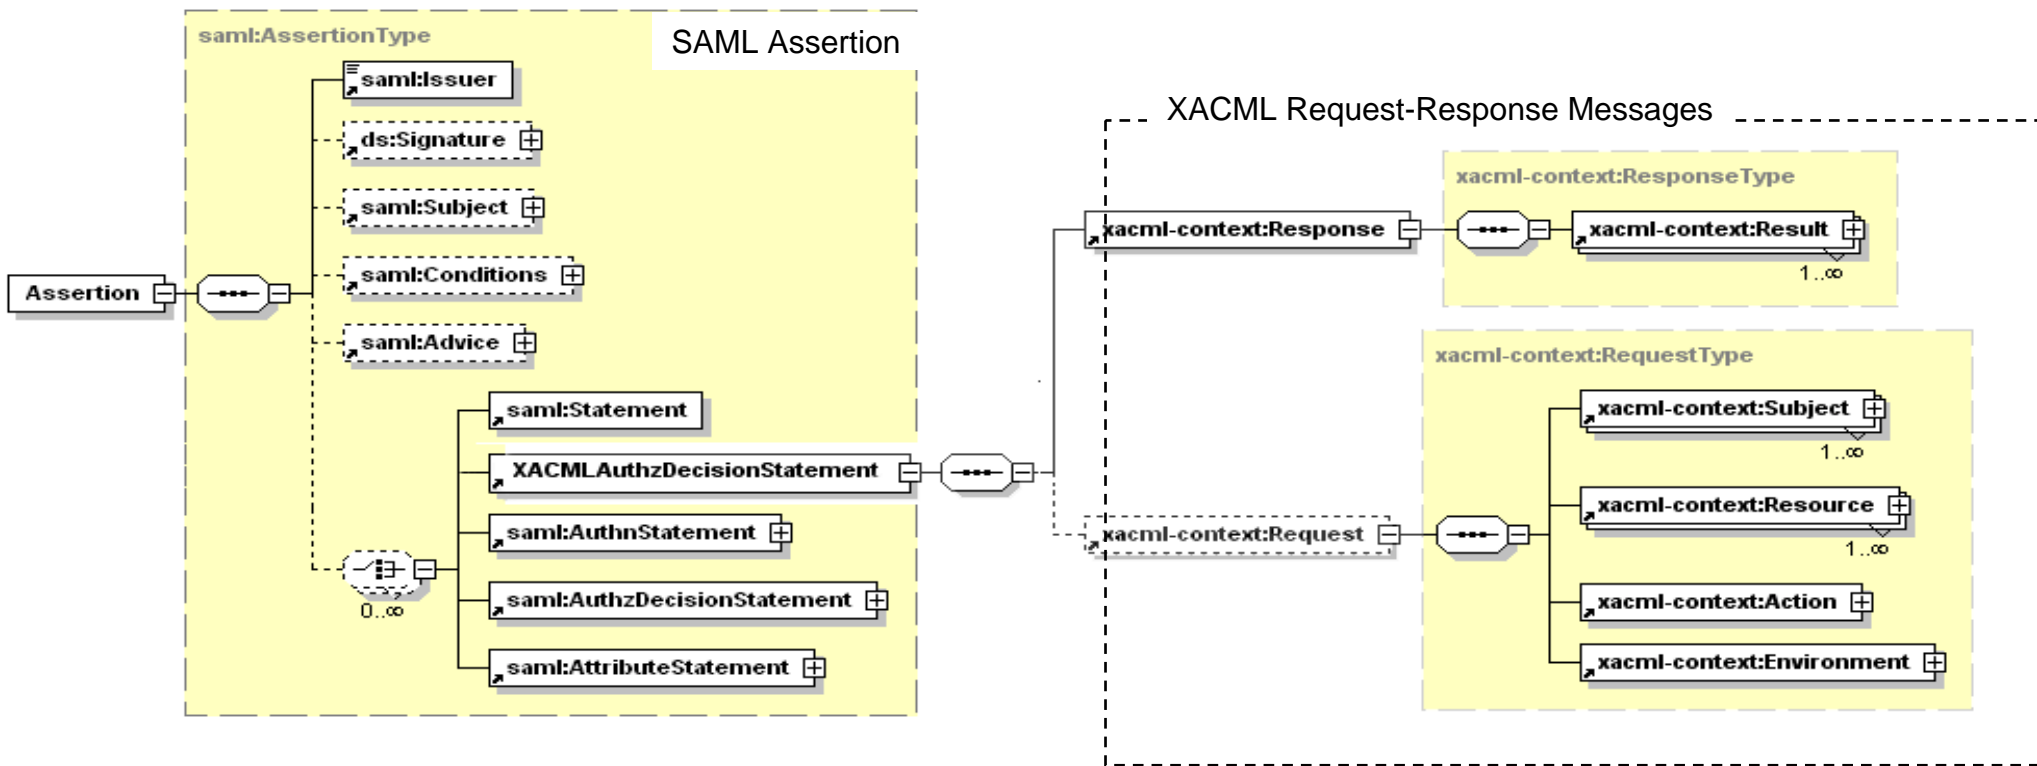 saml:AssertionType
SAML Assertion
saml:Issuer
ds:Signature
saml:Subject
saml:Conditions
Assertion
saml:Advice
saml:Statement
XACMLAuthzDecisionStatement
saml:AuthnStatement
0..∞
saml:AuthzDecisionStatement
saml:AttributeStatement
XACML Request-Response Messages
xacml-context:ResponseType
xacml-context:Response
xacml-context:Result
1..∞
xacml-context:RequestType
xacml-context:Request
xacml-context:Subject
1..∞
xacml-context:Resource
1..∞
xacml-context:Action
xacml-context:Environment